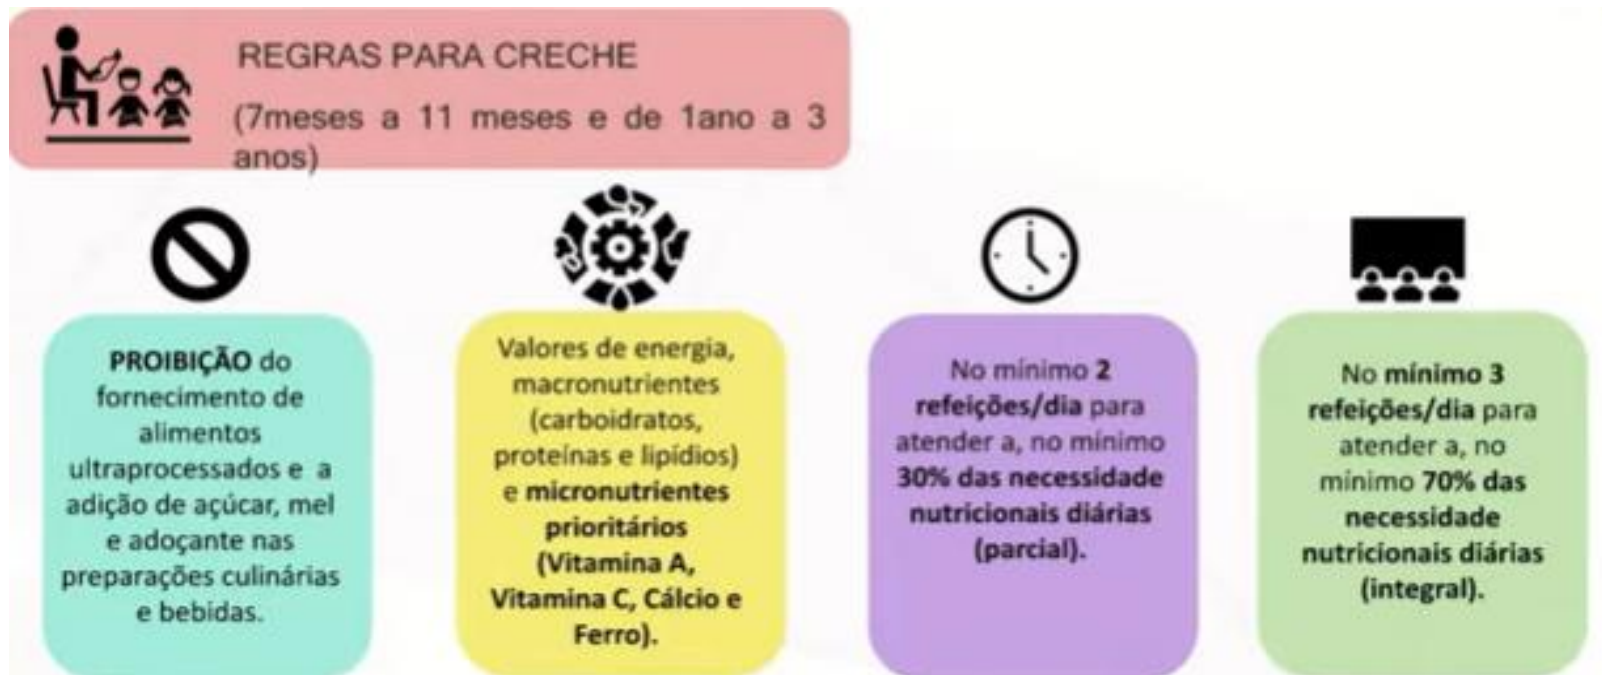 REGRAS PARA CRECHE
(7meses a 11 meses e de 1ano a 3
anos)
PROIBIÇÃO do
fornecimento de
alimentos
ultraprocessados e a
adição de açúcar, mel
e adoçante nas
preparações culinárias
e bebidas.
Valores de energia,
macronutrientes
(carboidratos,
proteínas e lipídios)
e micronutrientes
prioritários
(Vitamina A,
Vitamina C, Cálcio e
Ferro).
No mínimo 2
refeições/dia para
atender a, no mínimo
30% das necessidade
nutricionais diárias
(parcial).
No mínimo 3
refeições/dia para
atender a, no
mínimo 70% das
necessidade
nutricionais diárias
(integral).